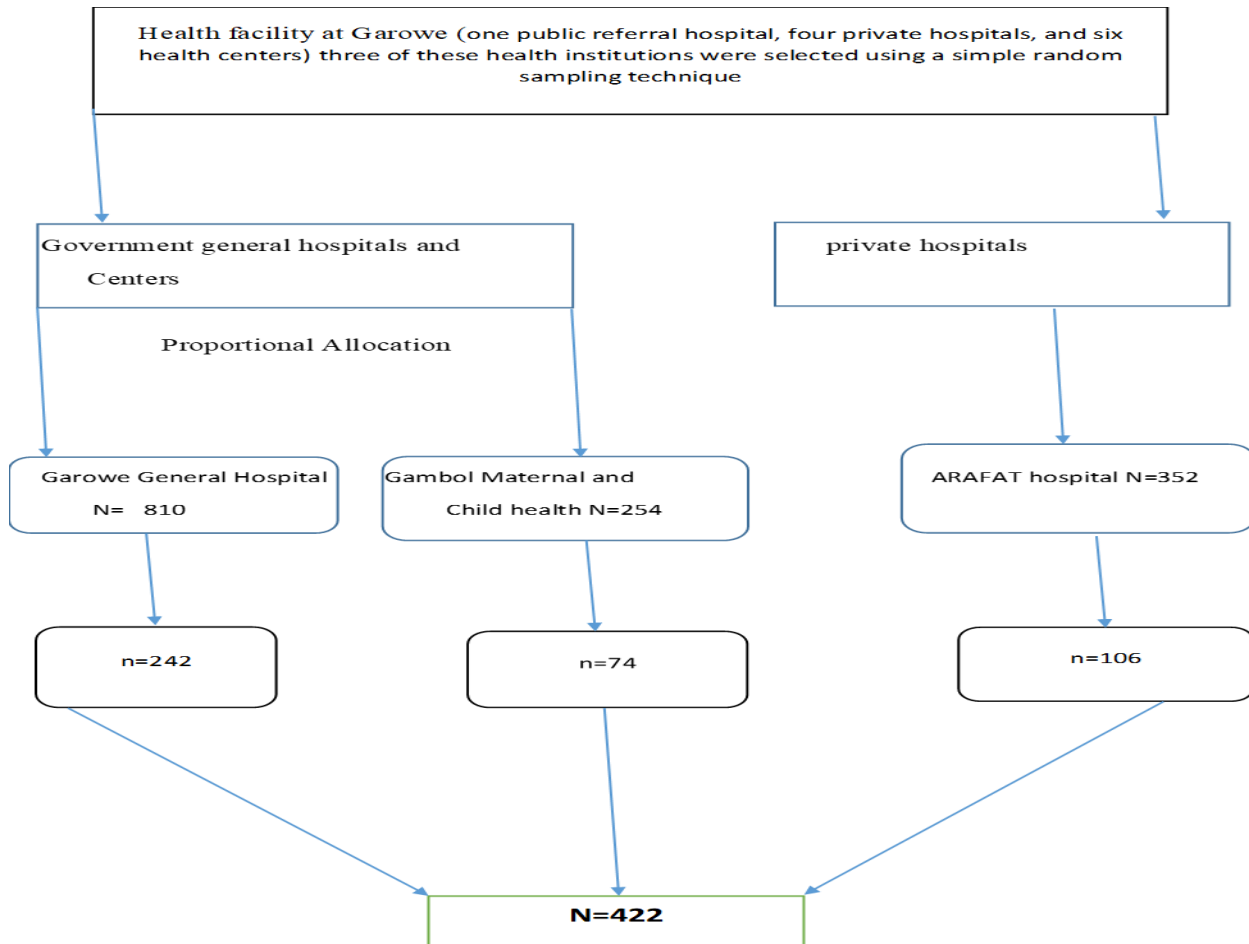 Health facility at Garowe (one public referral hospital, four private hospitals, and six
health centers) three of these health institutions were selected using a simple random
sampling technique
Government general hospitals and
Centers
private hospitals
Proportional Allocation
Garowe General Hospital
N= 810
Gambol Maternal and
Child health N=254
ARAFAT hospital N=352
n=242
n=74
n=106
N=422